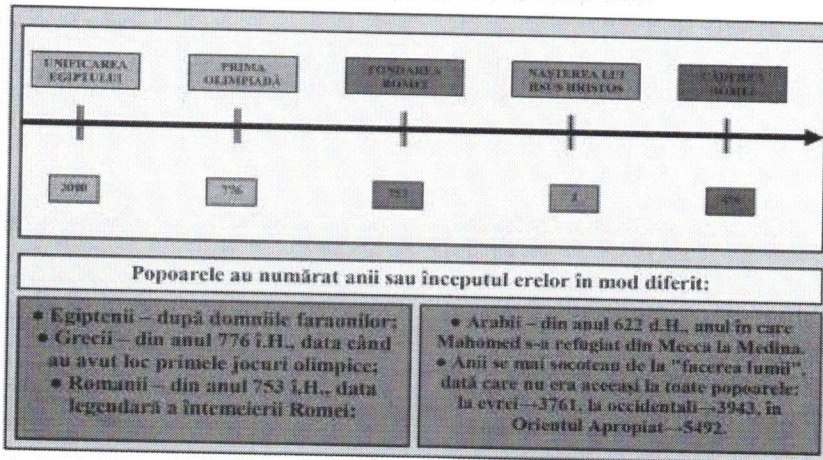 UNIFICAREA
EGIPTULUI
PRIMA
OLIMPIADĂ
FONDAREA
ROMEI
NAȘTEREA LUI
IISUS HRISTOS
CĂDEREA
ROMEI
776
753
1
476
Popoarele au numărat anii sau începutul erelor în mod diferit:
● Egiptenii – după domniile faraonilor;
● Grecii – din anul 776 î.H., data când
au avut loc primele jocuri olimpice;
● Romanii – din anul 753 î.H., data
legendară a întemeierii Romei;
● Arabii – din anul 622 d.H., anul în care
Mahomed s-a refugiat din Mecca la Medina.
● Anii se mai socoteau de la "facerea lumii",
dată care nu era aceeași la toate popoarele:
la evrei→3761, la occidentali→3943, în
Orientul Apropiat→5492.